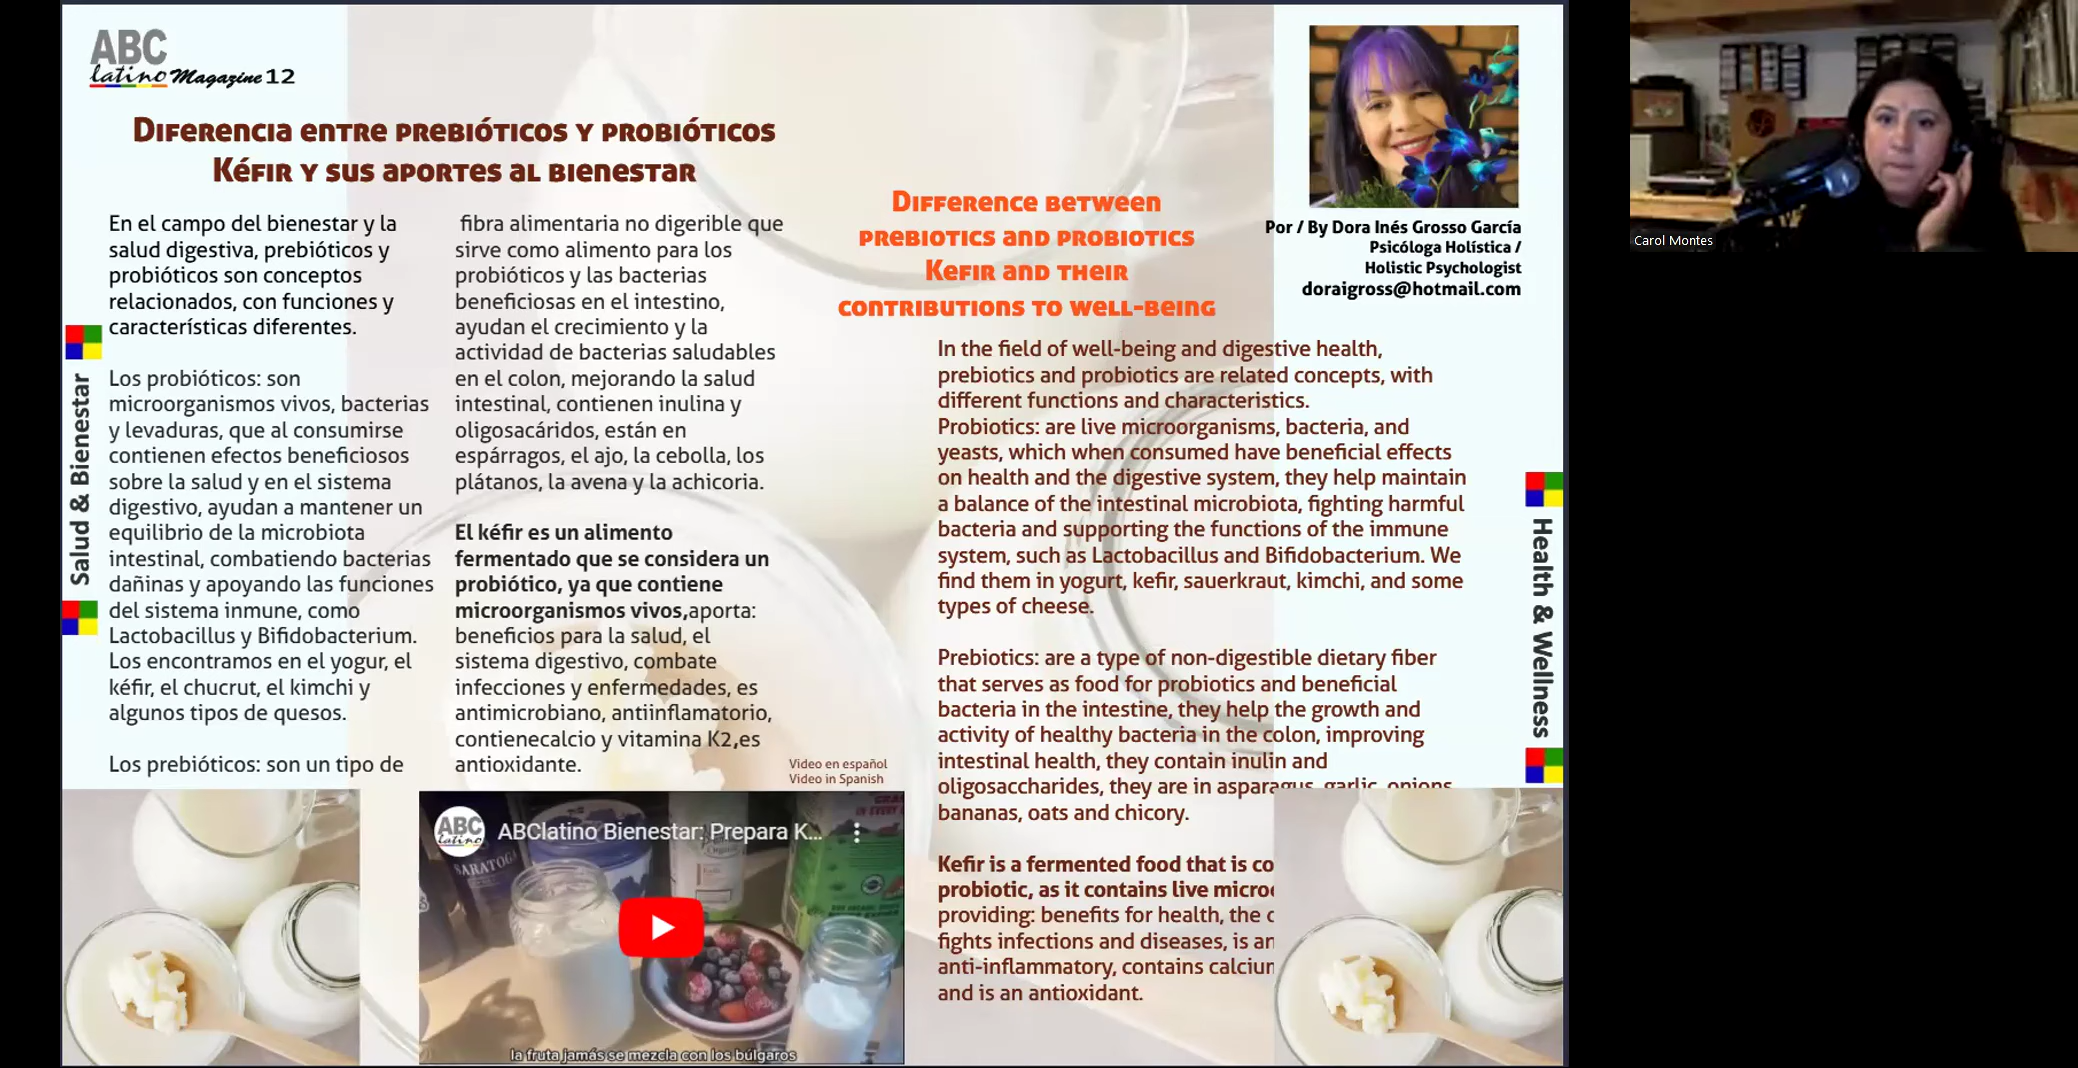 ABC
latino Magazine 12
Diferencia entre prebióticos y probióticos
Kéfir y sus aportes al bienestar
En el campo del bienestar y la
salud digestiva, prebióticos y
probióticos son conceptos
relacionados, con funciones y
características diferentes.
Los probióticos: son
microorganismos vivos, bacterias
y levaduras, que al consumirse
contienen efectos beneficiosos
sobre la salud y en el sistema
digestivo, ayudan a mantener un
equilibrio de la microbiota
intestinal, combatiendo bacterias
dañinas y apoyando las funciones
del sistema inmune, como
Lactobacillus y Bifidobacterium.
Los encontramos en el yogur, el
kéfir, el chucrut, el kimchi y
algunos tipos de quesos.
Los prebióticos: son un tipo de
fibra alimentaria no digerible que
sirve como alimento para los
probióticos y las bacterias
beneficiosas en el intestino,
ayudan el crecimiento y la
actividad de bacterias saludables
en el colon, mejorando la salud
intestinal, contienen inulina y
oligosacáridos, están en
espárragos, el ajo, la cebolla, los
plátanos, la avena y la achicoria.
El kéfir es un alimento
fermentado que se considera un
probiótico, ya que contiene
microorganismos vivos,aporta:
beneficios para la salud, el
sistema digestivo, combate
infecciones y enfermedades, es
antimicrobiano, antiinflamatorio,
contienecalcio y vitamina K2,es
antioxidante.
Video en español
Video in Spanish
Salud & Bienestar
ABC
latino
ABClatino Bienestar: Prepara K...
SARATOGA
la fruta jamás se mezcla con los búlgaros
Difference between
prebiotics and probiotics
Kefir and their
contributions to well-being
Por / By Dora Inés Grosso García
Psicóloga Holística /
Holistic Psychologist
doraigross@hotmail.com
In the field of well-being and digestive health,
prebiotics and probiotics are related concepts, with
different functions and characteristics.
Probiotics: are live microorganisms, bacteria, and
yeasts, which when consumed have beneficial effects
on health and the digestive system, they help maintain
a balance of the intestinal microbiota, fighting harmful
bacteria and supporting the functions of the immune
system, such as Lactobacillus and Bifidobacterium. We
find them in yogurt, kefir, sauerkraut, kimchi, and some
types of cheese.
Prebiotics: are a type of non-digestible dietary fiber
that serves as food for probiotics and beneficial
bacteria in the intestine, they help the growth and
activity of healthy bacteria in the colon, improving
intestinal health, they contain inulin and
oligosaccharides, they are in asparagus, garlic, onions,
bananas, oats and chicory.
Kefir is a fermented food that is co
probiotic, as it contains live micro
providing: benefits for health, the
fights infections and diseases, is an
anti-inflammatory, contains calcium
and is an antioxidant.
Health & Wellness
Carol Montes